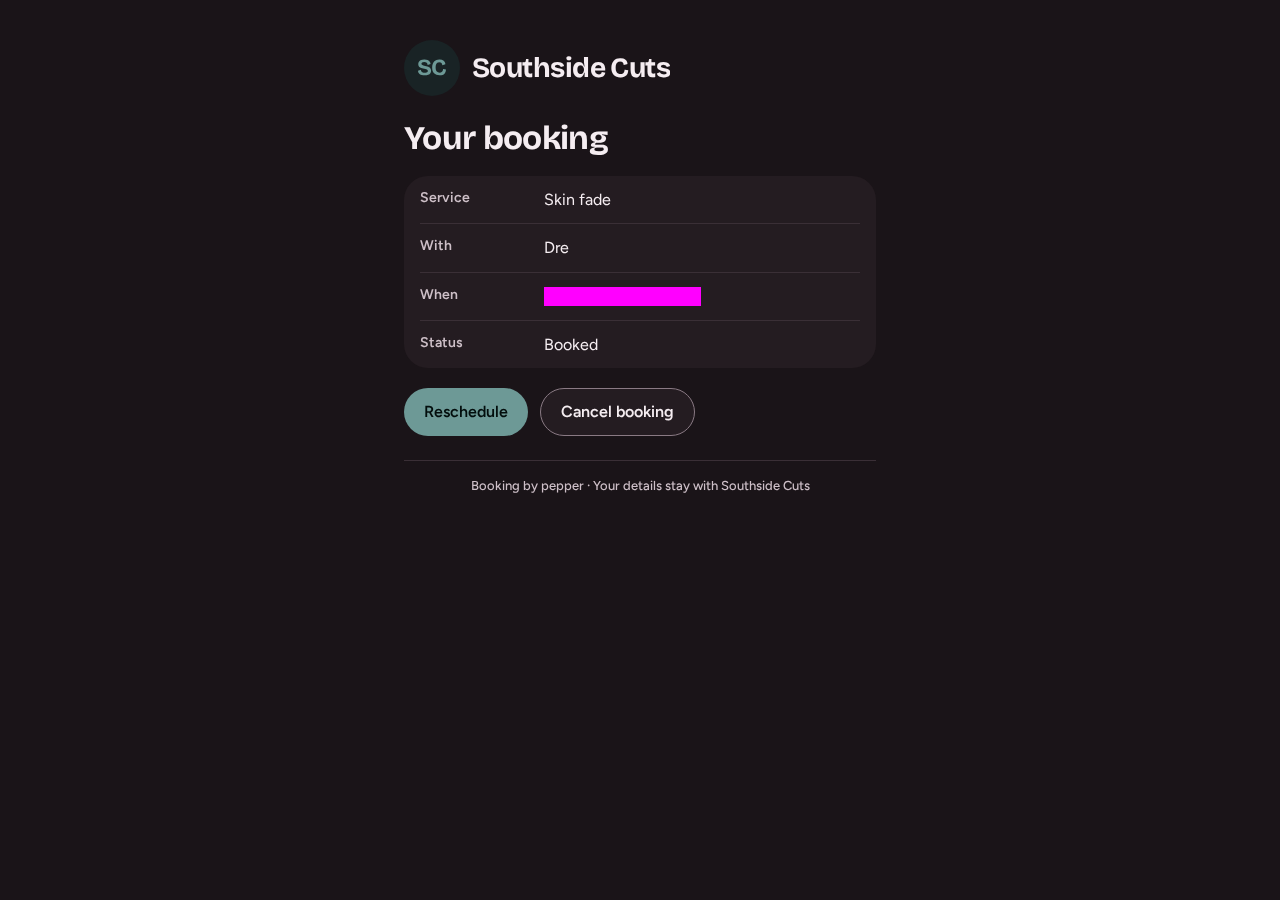 SC
Southside Cuts
Your booking
Service Skin fade
With Dre
When
Status Booked
Reschedule Cancel booking
Booking by pepper · Your details stay with Southside Cuts